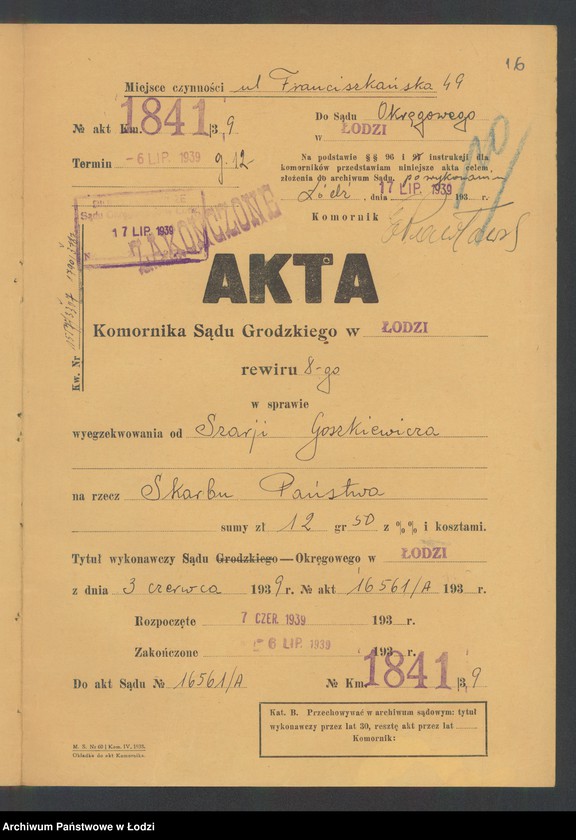 16
Miejsce czynności ul Franciszkańska 49
№ akt Km. 1841 |3 9
Do Sądu Okręgowego
w ŁODZI
Termin - 6 LIP. 1939 g. 12
Na podstawie §§ 96 i 97 instrukcji dla
komorników przedstawiam niniejsze akta celem
złożenia do archiwum Sądu,
Łódź, dnia 17 LIP. 1939 193 r.
Komornik
17 LIP. 1939
ZAKOŃCZONE
Kw. Nr
AKTA
Komornika Sądu Grodzkiego w ŁODZI
rewiru 8-go
w sprawie
wyegzekwowania od Szarji Goszkiewicza
na rzecz Skarbu Państwa
sumy zł 12 gr 50 z %% i kosztami.
Tytuł wykonawczy Sądu Grodzkiego—Okręgowego w ŁODZI
z dnia 3 czerwca 1939 r. № akt 16561/A 193 r.
Rozpoczęte 7 CZER. 1939 193 r.
Zakończone - 6 LIP. 1939 193 r.
Do akt Sądu № 16561/A № Km. 1841 |3 9
Kat. B. Przechowywać w archiwum sądowym: tytuł
wykonawczy przez lat 30, resztę akt przez lat
Komornik:
Okładka do akt Komornika.
Archiwum Państwowe w Łodzi